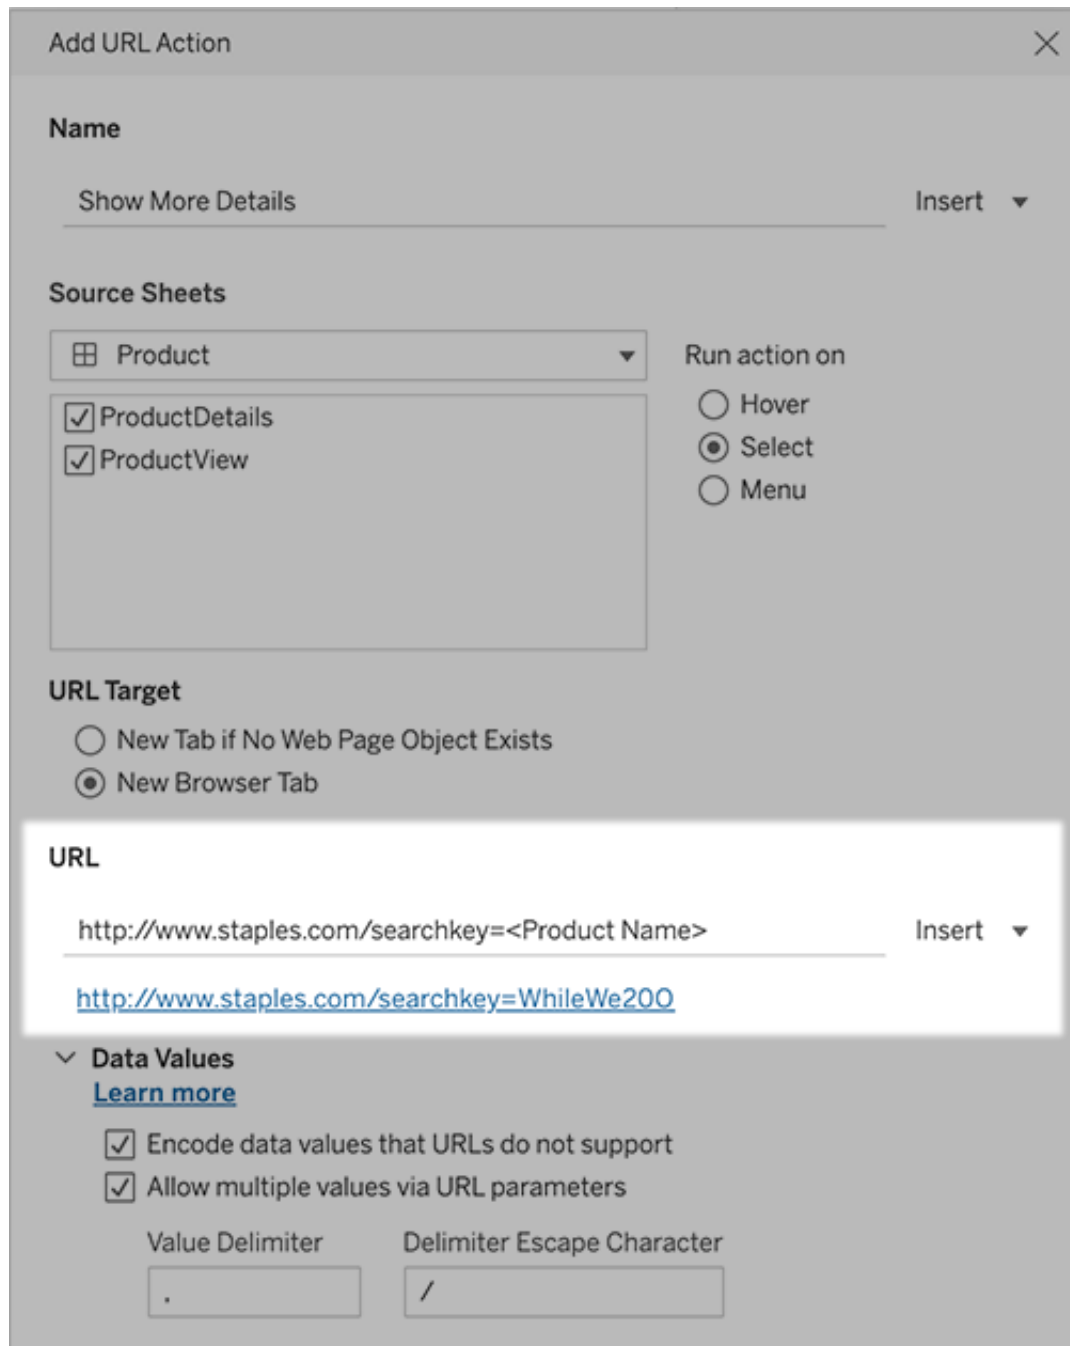 Add URL Action
Name
Show More Details Insert
Source Sheets
Product
Run action on
ProductDetails
ProductView
Hover
Select
Menu
URL Target
New Tab if No Web Page Object Exists
New Browser Tab
URL
http://www.staples.com/searchkey=<Product Name> Insert
http://www.staples.com/searchkey=WhileWe20O
Data Values
Learn more
Encode data values that URLs do not support
Allow multiple values via URL parameters
Value Delimiter Delimiter Escape Character
, /